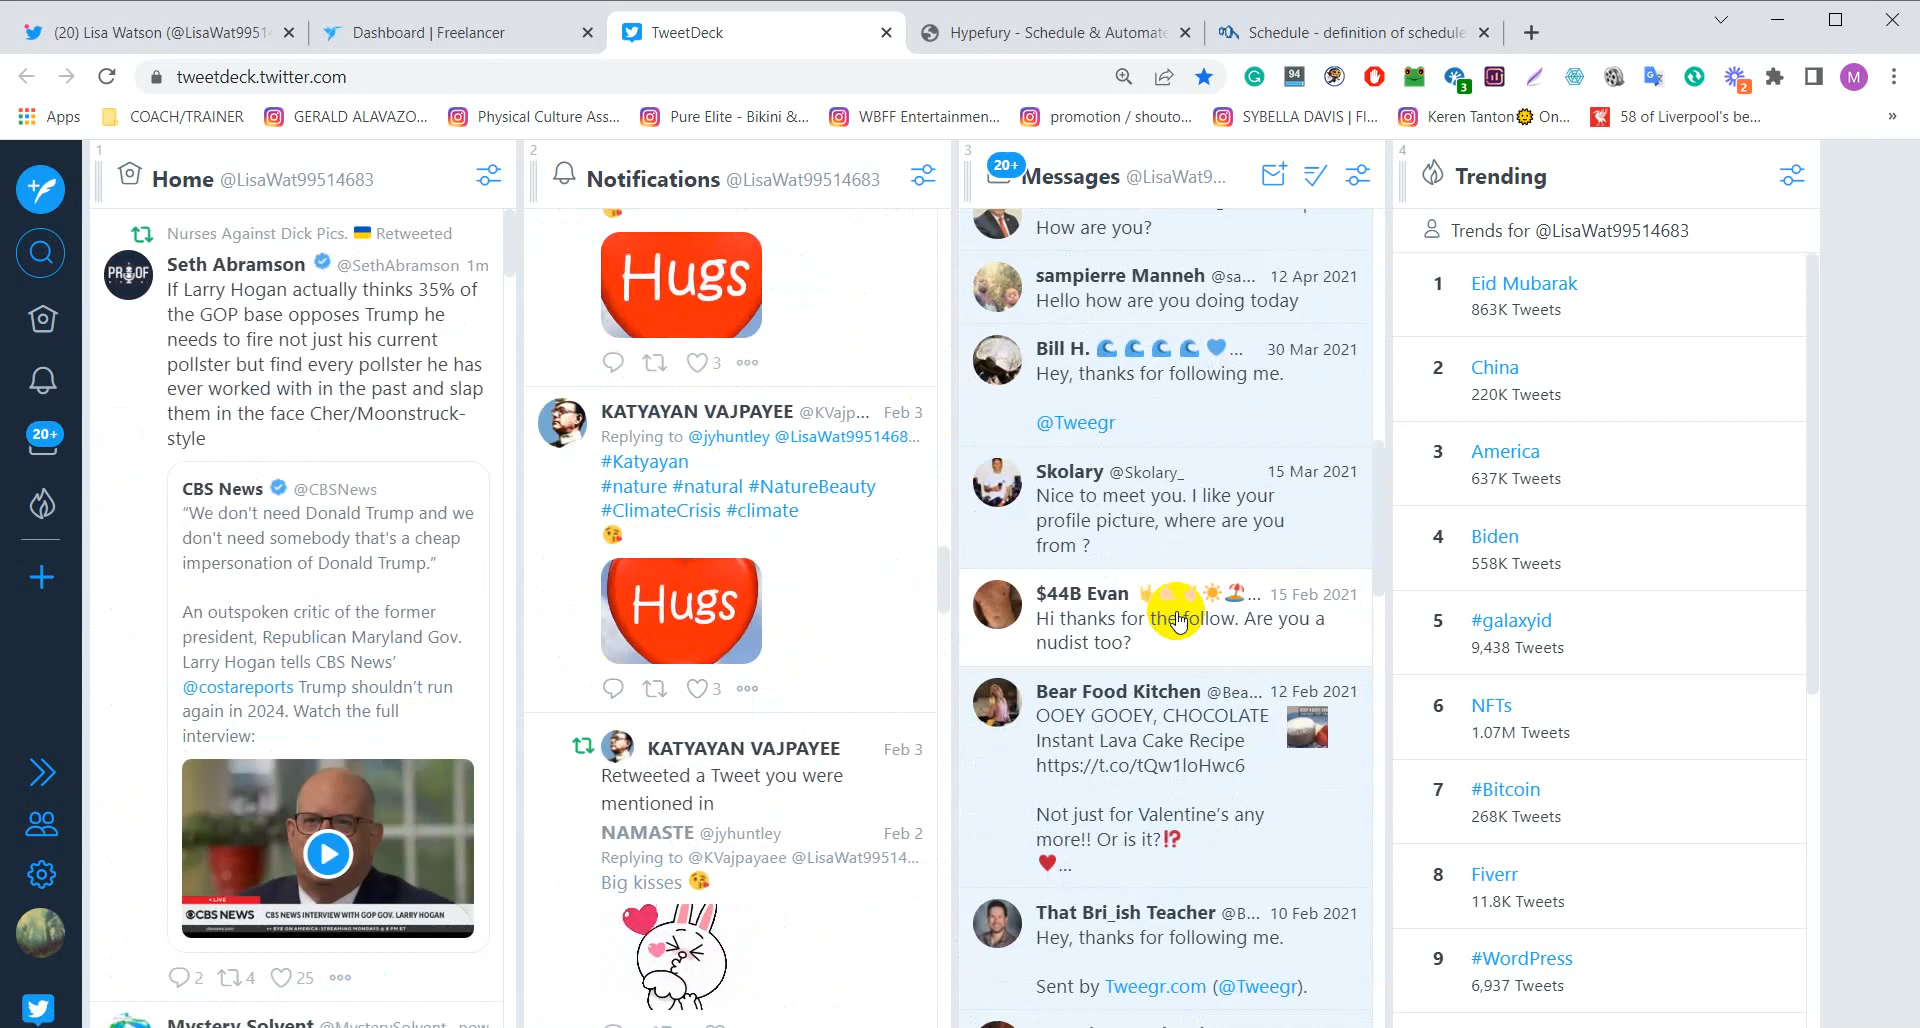 (20) Lisa Watson (@LisaWat9951
Dashboard | Freelancer
TweetDeck
Hypefury - Schedule & Automate
Schedule - definition of schedule
tweetdeck.twitter.com
94
3
2
M
Apps
COACH/TRAINER
GERALD ALAVAZO...
Physical Culture Ass...
Pure Elite - Bikini &...
WBFF Entertainmen...
promotion / shouto...
SYBELLA DAVIS | FI...
Keren Tanton🌞 On...
58 of Liverpool's be...
»
20+
1
Home @LisaWat99514683
Nurses Against Dick Pics. 🇺🇦 Retweeted
PROOF
Seth Abramson @SethAbramson 1m
If Larry Hogan actually thinks 35% of
the GOP base opposes Trump he
needs to fire not just his current
pollster but find every pollster he has
ever worked with in the past and slap
them in the face Cher/Moonstruck-
style
CBS News @CBSNews
“We don't need Donald Trump and we
don't need somebody that's a cheap
impersonation of Donald Trump.”
An outspoken critic of the former
president, Republican Maryland Gov.
Larry Hogan tells CBS News’
@costareports Trump shouldn’t run
again in 2024. Watch the full
interview:
LIVE
CBS NEWS CBS NEWS INTERVIEW WITH GOP GOV. LARRY HOGAN
2 4 25
Mystery Solvent @MysterySolvent now
2
Notifications @LisaWat99514683
😘
Hugs
3
KATYAYAN VAJPAYEE @KVajp... Feb 3
Replying to @jyhuntley @LisaWat9951468...
#Katyayan
#nature #natural #NatureBeauty
#ClimateCrisis #climate
😘
Hugs
3
KATYAYAN VAJPAYEE Feb 3
Retweeted a Tweet you were
mentioned in
NAMASTE @jyhuntley Feb 2
Replying to @KVajpayaee @LisaWat99514...
Big kisses 😘
3
20+
Messages @LisaWat9...
How are you?
sampierre Manneh @sa... 12 Apr 2021
Hello how are you doing today
Bill H. 🌊 🌊 🌊 🌊 💙... 30 Mar 2021
Hey, thanks for following me.
@Tweegr
Skolary @Skolary_ 15 Mar 2021
Nice to meet you. I like your
profile picture, where are you
from ?
$44B Evan ☀🏖... 15 Feb 2021
Hi thanks for the follow. Are you a
nudist too?
Bear Food Kitchen @Bea... 12 Feb 2021
OOEY GOOEY, CHOCOLATE
Instant Lava Cake Recipe
https://t.co/tQw1loHwc6
Not just for Valentine’s any
more!! Or is it?⁉
♥...
That Bri_ish Teacher @B... 10 Feb 2021
Hey, thanks for following me.
Sent by Tweegr.com (@Tweegr).
4
Trending
Trends for @LisaWat99514683
1 Eid Mubarak
863K Tweets
2 China
220K Tweets
3 America
637K Tweets
4 Biden
558K Tweets
5 #galaxyid
9,438 Tweets
6 NFTs
1.07M Tweets
7 #Bitcoin
268K Tweets
8 Fiverr
11.8K Tweets
9 #WordPress
6,937 Tweets